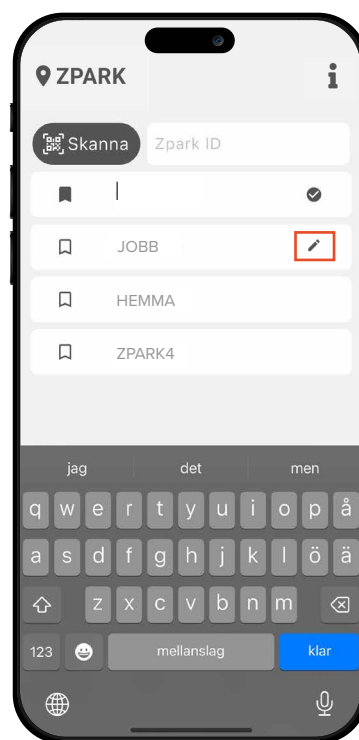 ZPARK
Skanna Zpark ID
JOBB
HEMMA
ZPARK4
jag det men
q w e r t y u i o p å
a s d f g h j k l ö ä
z x c v b n m
123 mellanslag klar